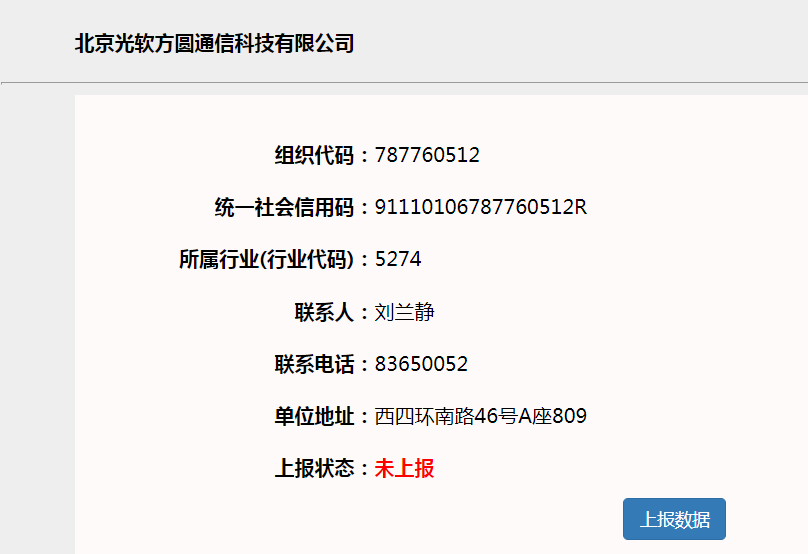 北京光软方圆通信科技有限公司
组织代码：787760512
统一社会信用码：91110106787760512R
所属行业(行业代码)：5274
联系人：刘兰静
联系电话：83650052
单位地址：西四环南路46号A座809
上报状态：未上报
上报数据